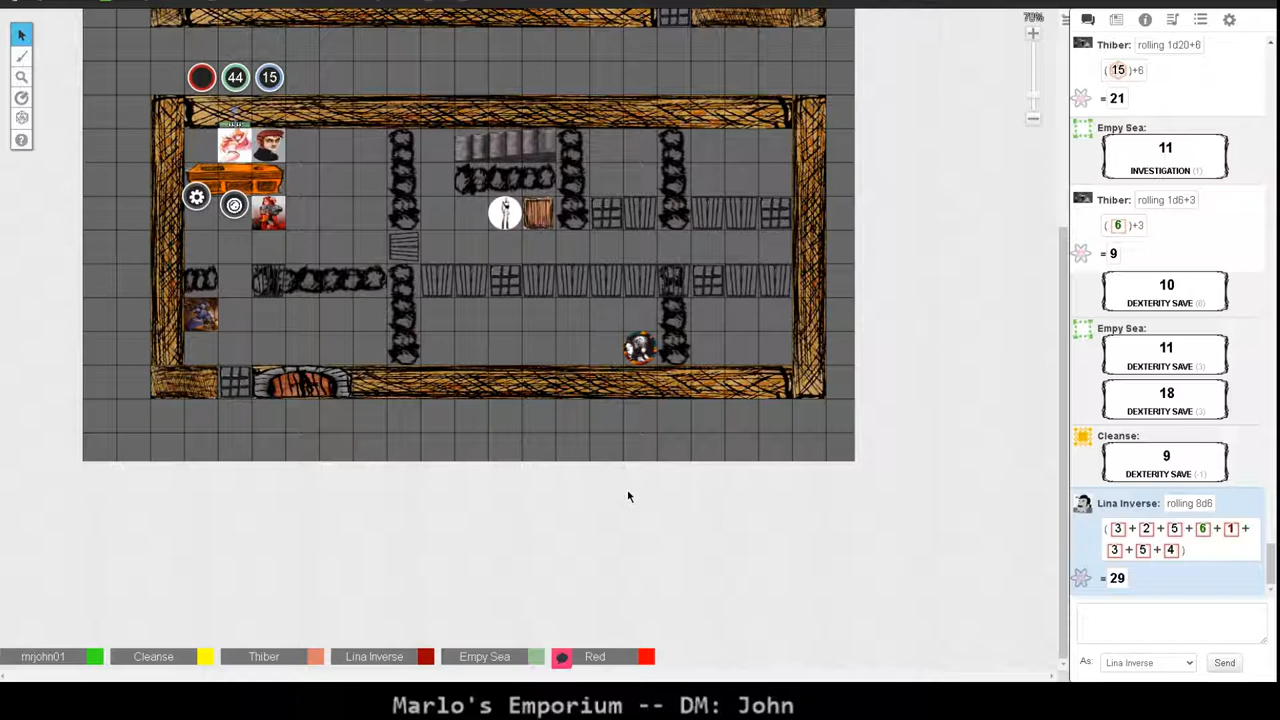 70%
44
15
Thiber: rolling 1d20+6
( 15 )+6
= 21
Empy Sea:
11
INVESTIGATION (1)
Thiber: rolling 1d6+3
( 6 )+3
= 9
10
DEXTERITY SAVE (6)
Empy Sea:
11
DEXTERITY SAVE (3)
18
DEXTERITY SAVE (3)
Cleanse:
9
DEXTERITY SAVE (-1)
Lina Inverse: rolling 8d6
( 3 + 2 + 5 + 6 + 1 +
3 + 5 + 4 )
= 29
As: Lina Inverse Send
mrjohn01 Cleanse Thiber Lina Inverse Empy Sea Red
Marlo's Emporium -- DM: John